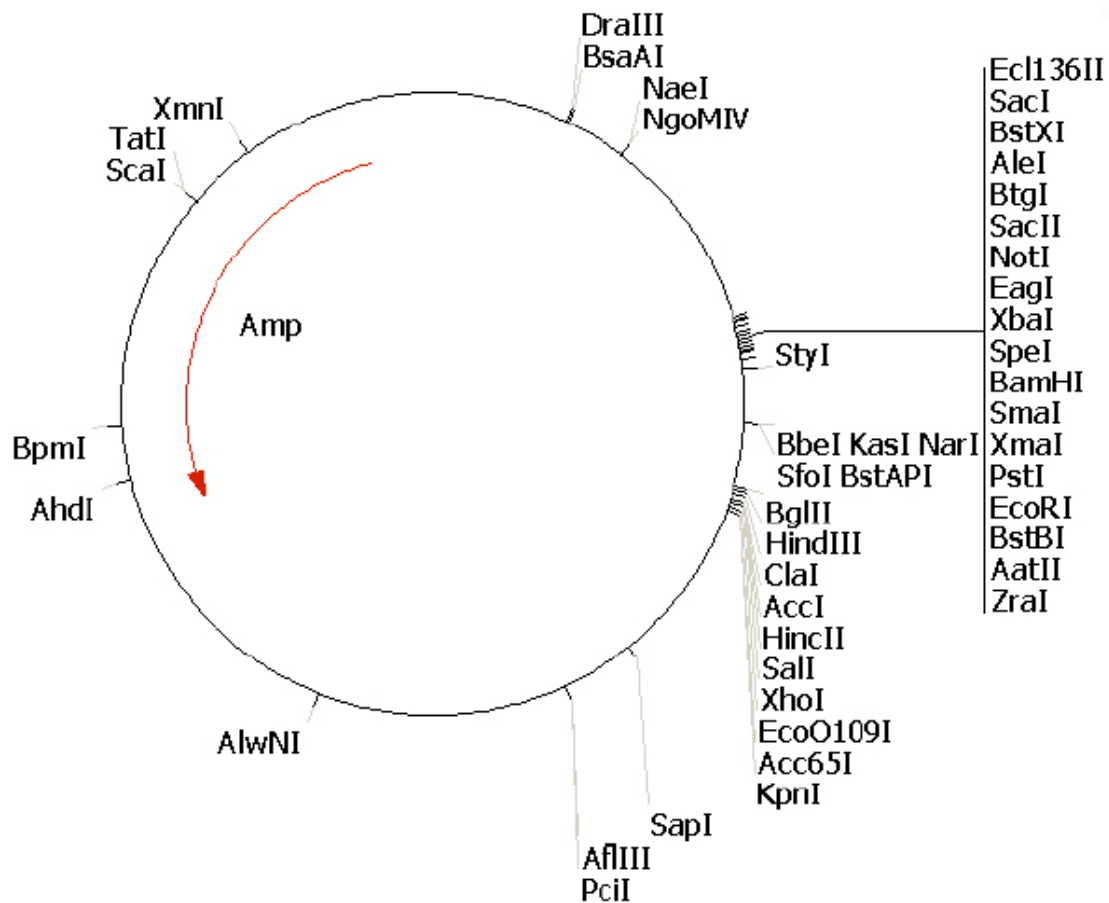 DraIII
BsaAI
NaeI
NgoMIV
XmnI
TatI
ScaI
Amp
BpmI
AhdI
AlwNI
Ecl136II
SacI
BstXI
AleI
BtgI
SacII
NotI
EagI
XbaI
SpeI
BamHI
SmaI
XmaI
PstI
EcoRI
BstBI
AatII
ZraI
StyI
BbeI KasI NarI
SfoI BstAPI
BglII
HindIII
ClaI
AccI
HincII
SalI
XhoI
EcoO109I
Acc65I
KpnI
SapI
AflIII
PciI